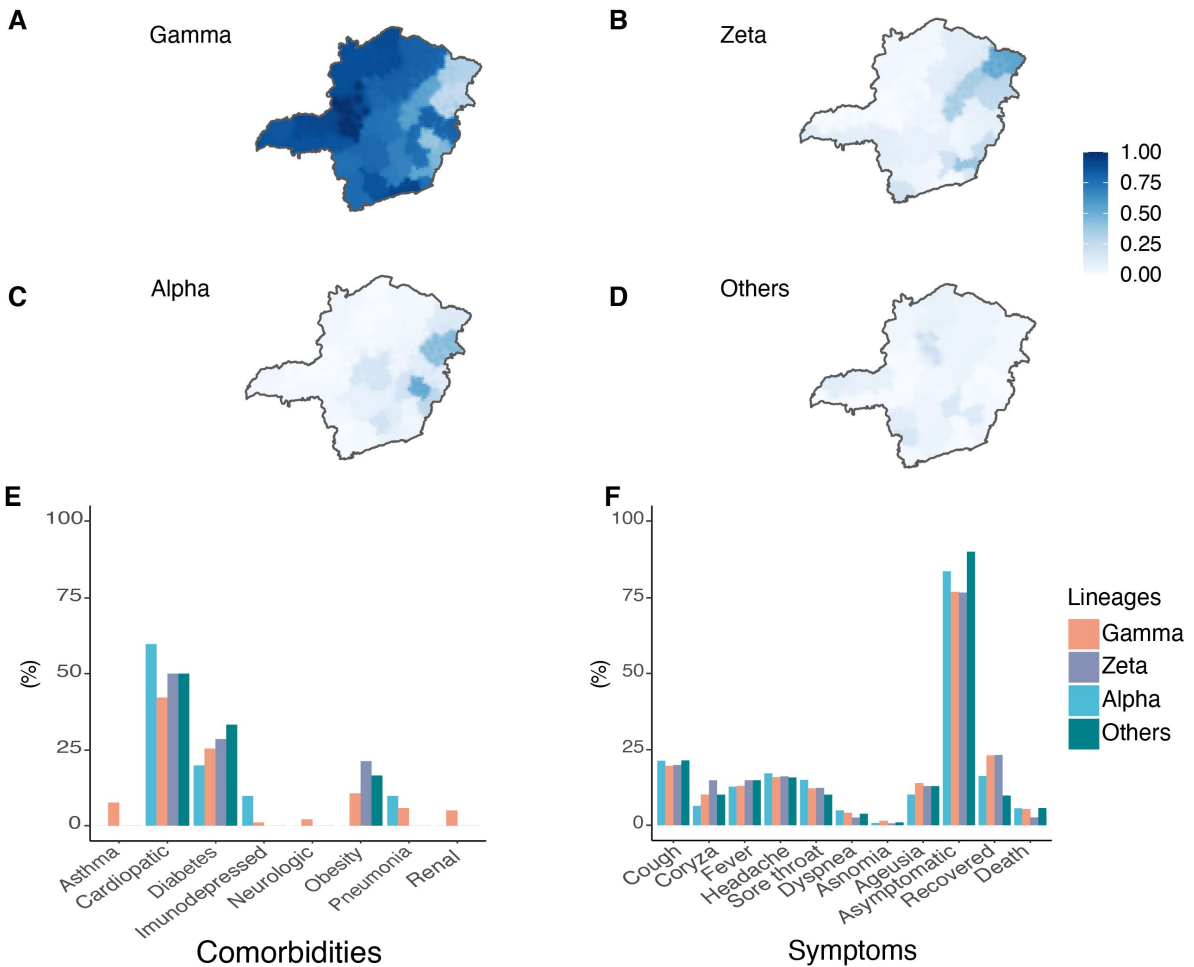 A
Gamma
B
Zeta
1.00
0.75
0.50
0.25
0.00
C
Alpha
D
Others
E
100
75
50
25
0
(%)
Asthma
Cardiopatic
Diabetes
Imunodepressed
Neurologic
Obesity
Pneumonia
Renal
Comorbidities
F
100
75
50
25
0
(%)
Cough
Coryza
Fever
Headache
Sore throat
Dyspnea
Asnomia
Ageusia
Asymptomatic
Recovered
Death
Symptoms
Lineages
Gamma
Zeta
Alpha
Others